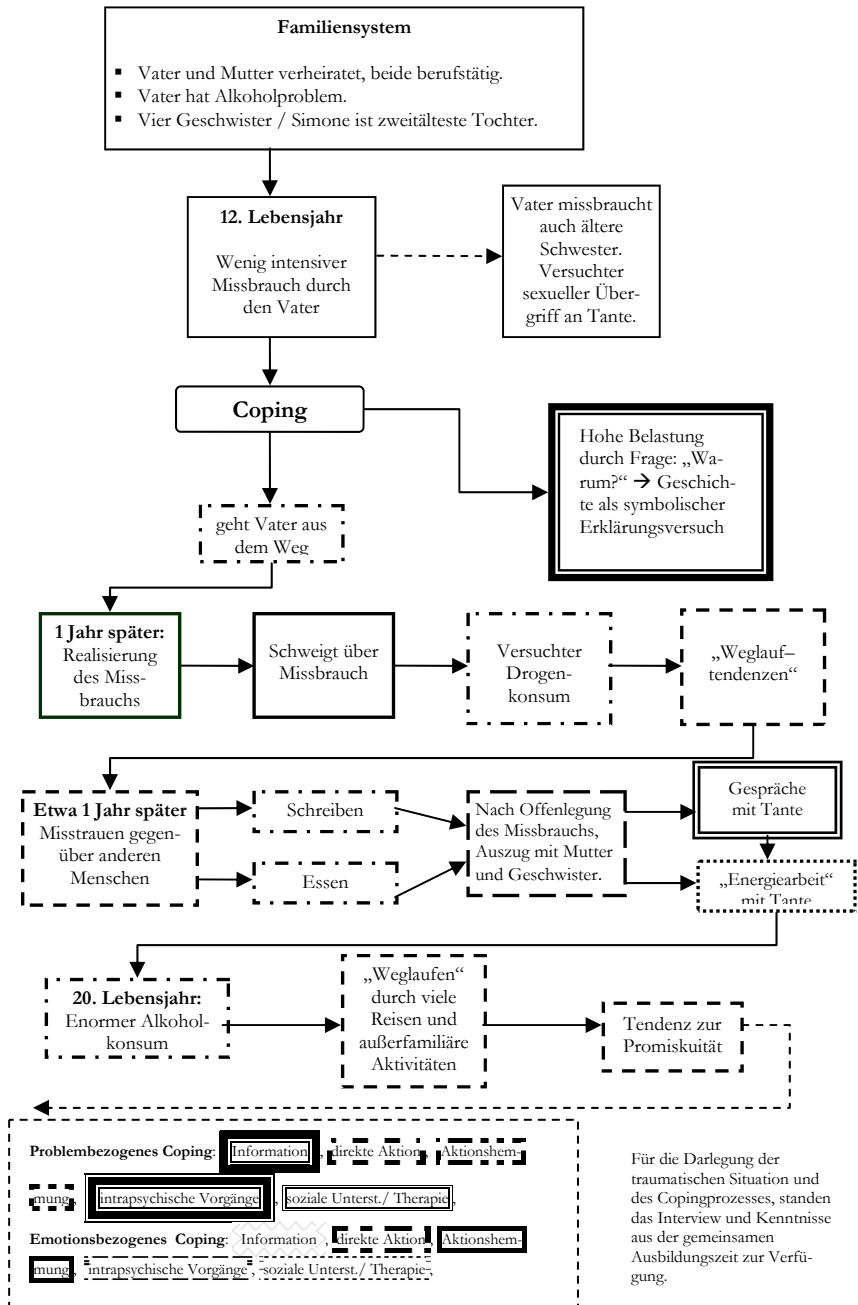 Familiensystem
▪ Vater und Mutter verheiratet, beide berufstätig.
▪ Vater hat Alkoholproblem.
▪ Vier Geschwister / Simone ist zweitälteste Tochter.
12. Lebensjahr
Wenig intensiver
Missbrauch durch
den Vater
Vater missbraucht
auch ältere
Schwester.
Versuchter
sexueller Über-
griff an Tante.
Coping
Hohe Belastung
durch Frage: „Wa-
rum?“ → Geschich-
te als symbolischer
Erklärungsversuch
geht Vater aus
dem Weg
1 Jahr später:
Realisierung
des Miss-
brauchs
Schweigt über
Missbrauch
Versuchter
Drogen-
konsum
„Weglauf–
tendenzen“
Etwa 1 Jahr später
Misstrauen gegen-
über anderen
Menschen
Schreiben
Essen
Nach Offenlegung
des Missbrauchs,
Auszug mit Mutter
und Geschwister.
Gespräche
mit Tante
„Energiearbeit“
mit Tante
20. Lebensjahr:
Enormer Alkohol-
konsum
„Weglaufen“
durch viele
Reisen und
außerfamiliäre
Aktivitäten
Tendenz zur
Promiskuität
Problembezogenes Coping: Information, direkte Aktion, Aktionshem-
mung, intrapsychische Vorgänge, soziale Unterst./ Therapie,
Emotionsbezogenes Coping: Information, direkte Aktion, Aktionshem-
mung, intrapsychische Vorgänge, soziale Unterst./ Therapie,
Für die Darlegung der
traumatischen Situation und
des Copingprozesses, standen
das Interview und Kenntnisse
aus der gemeinsamen
Ausbildungszeit zur Verfü-
gung.